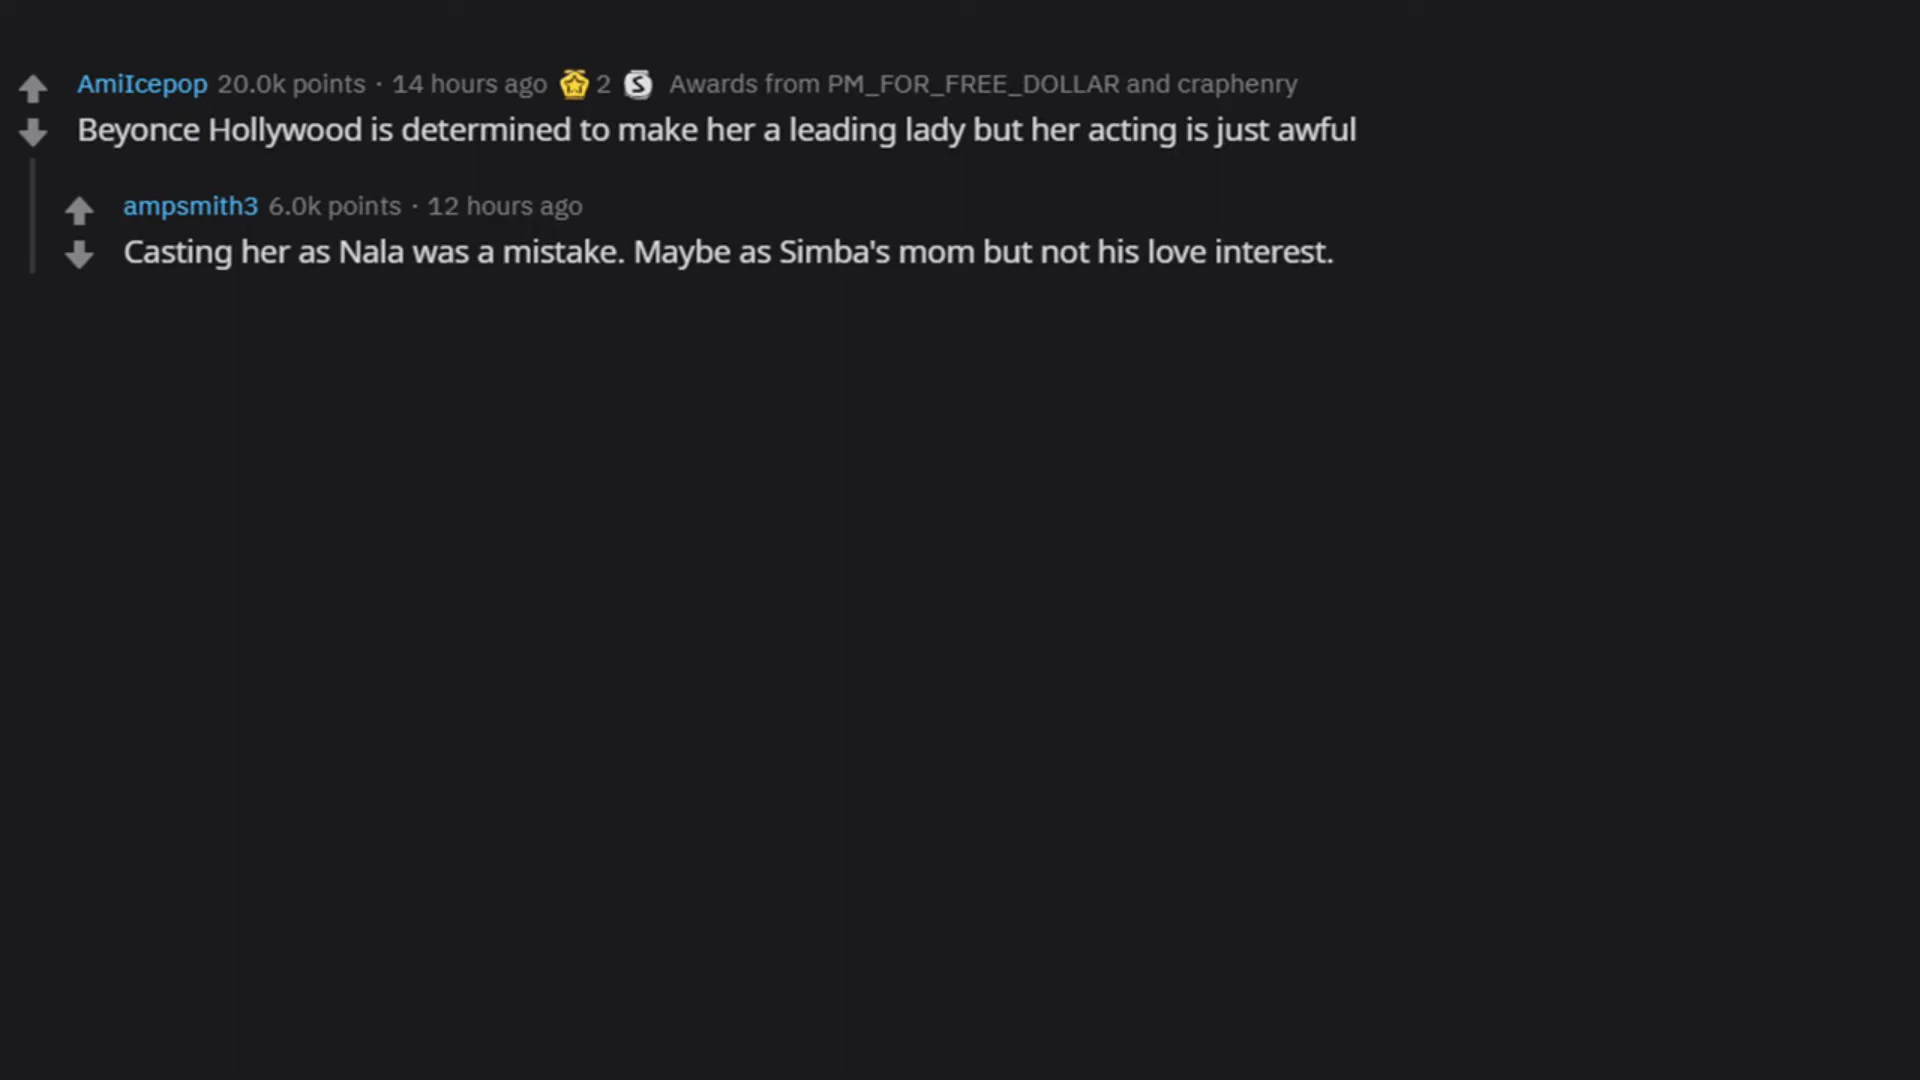 AmiIcepop 20.0k points · 14 hours ago 2 S Awards from PM_FOR_FREE_DOLLAR and craphenry
Beyonce Hollywood is determined to make her a leading lady but her acting is just awful
ampsmith3 6.0k points · 12 hours ago
Casting her as Nala was a mistake. Maybe as Simba's mom but not his love interest.